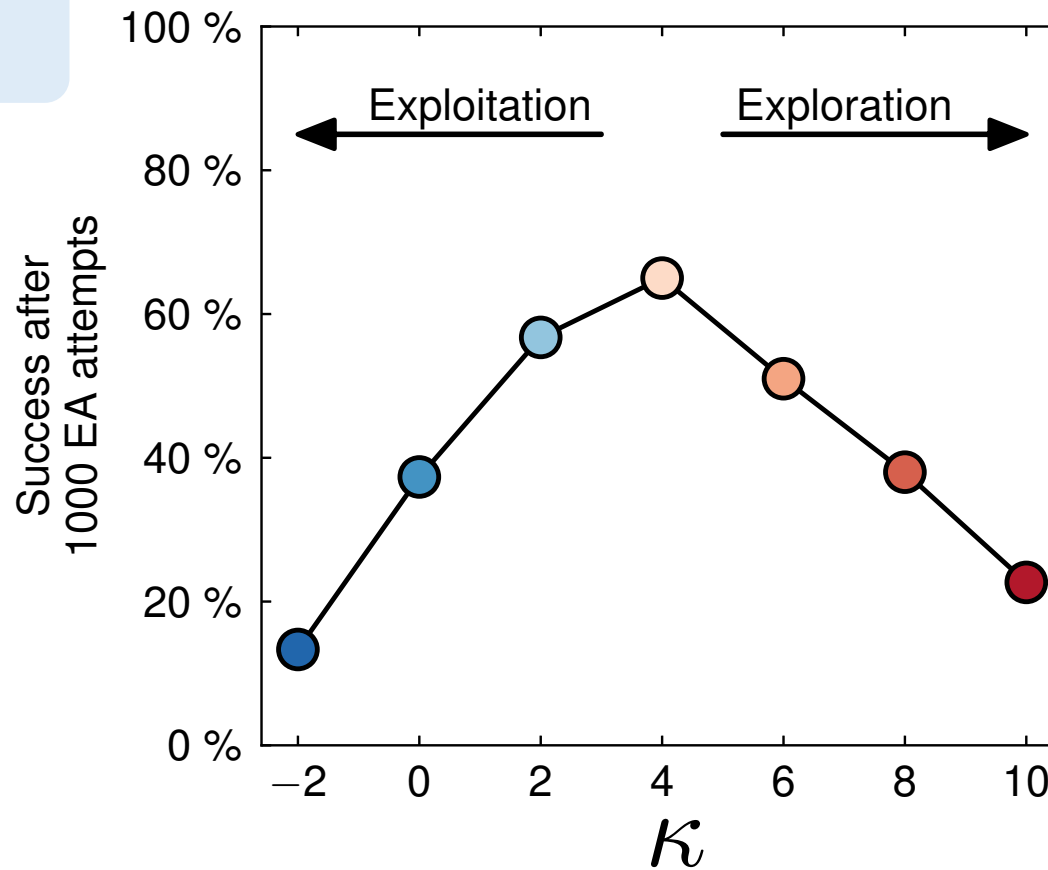 100 %
Exploitation
Exploration
80 %
60 %
40 %
20 %
0 %
Success after
1000 EA attempts
−2 0 2 4 6 8 10
κ